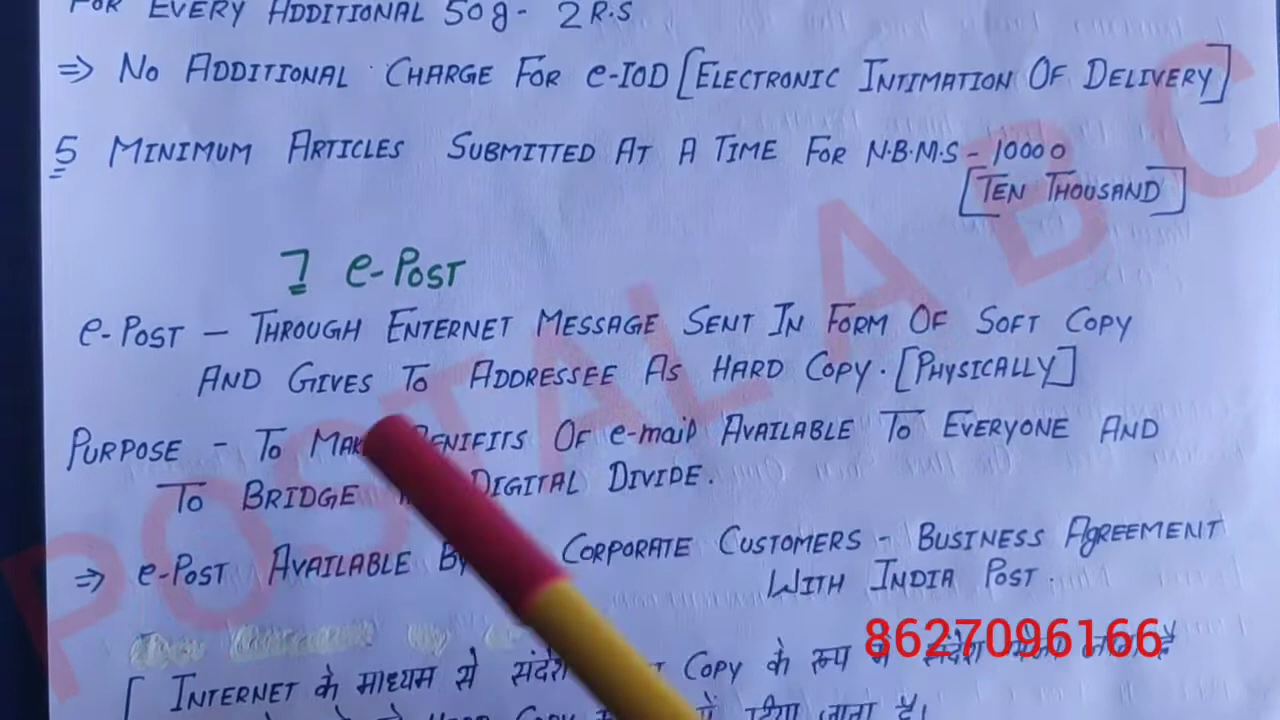 FOR EVERY ADDITIONAL 50g - 2 R.S
⇒ NO ADDITIONAL CHARGE FOR e-IOD [ELECTRONIC INTIMATION OF DELIVERY]
5 MINIMUM ARTICLES SUBMITTED AT A TIME FOR N.B.M.S - 10000
[TEN THOUSAND]
7 e-POST
e-POST — THROUGH ENTERNET MESSAGE SENT IN FORM OF SOFT COPY
AND GIVES TO ADDRESSEE AS HARD COPY. [PHYSICALLY]
PURPOSE - TO BENIFITS OF e-mail AVAILABLE TO EVERYONE AND
TO BRIDGE DIGITAL DIVIDE.
⇒ e-POST AVAILABLE CORPORATE CUSTOMERS - BUSINESS AGREEMENT
WITH INDIA POST.
8627096166
[ INTERNET के माध्यम से COPY के रूप
POSTAL ABC